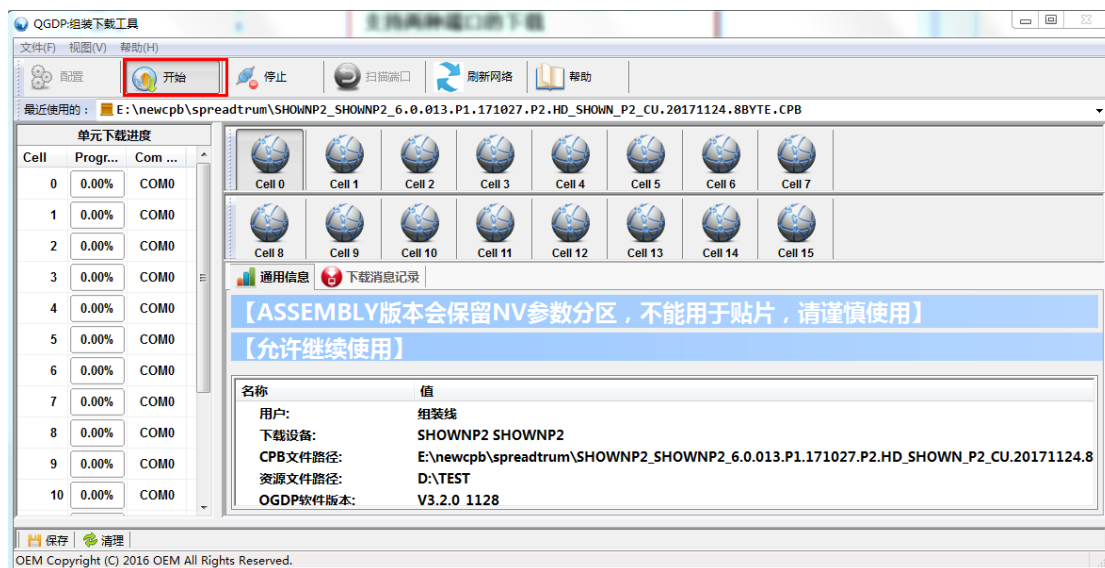 QGDP:组装下载工具
支持两种端口的下载
文件(F) 视图(V) 帮助(H)
配置 开始 停止 扫描端口 刷新网络 帮助
最近使用的： E:\newcpb\spreadtrum\SHOWNP2_SHOWNP2_6.0.013.P1.171027.P2.HD_SHOWN_P2_CU.20171124.8BYTE.CPB
单元下载进度
Cell Progr... Com ...
0 0.00% COM0
1 0.00% COM0
2 0.00% COM0
3 0.00% COM0
4 0.00% COM0
5 0.00% COM0
6 0.00% COM0
7 0.00% COM0
8 0.00% COM0
9 0.00% COM0
10 0.00% COM0
Cell 0 Cell 1 Cell 2 Cell 3 Cell 4 Cell 5 Cell 6 Cell 7
Cell 8 Cell 9 Cell 10 Cell 11 Cell 12 Cell 13 Cell 14 Cell 15
通用信息 下载消息记录
【ASSEMBLY版本会保留NV参数分区，不能用于贴片，请谨慎使用】
【允许继续使用】
名称 值
用户: 组装线
下载设备: SHOWNP2 SHOWNP2
CPB文件路径: E:\newcpb\spreadtrum\SHOWNP2_SHOWNP2_6.0.013.P1.171027.P2.HD_SHOWN_P2_CU.20171124.8
资源文件路径: D:\TEST
QGDP软件版本: V3.2.0 1128
保存 清理
OEM Copyright (C) 2016 OEM All Rights Reserved.